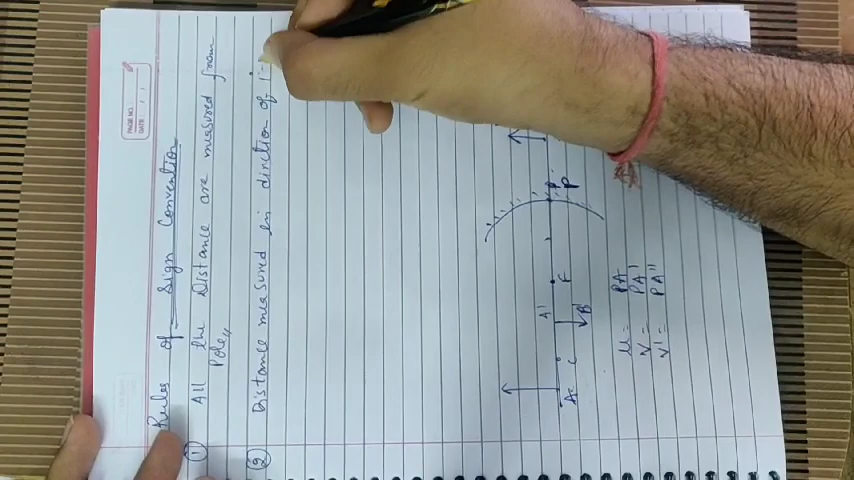 PAGE NO.
DATE: / /
Rules of Sign Convention
① All the Distance are measured from
Pole,,
② Distance measured in dirction of i
A' F P
A C B'
u = PA
v = PA'
v' = PA''